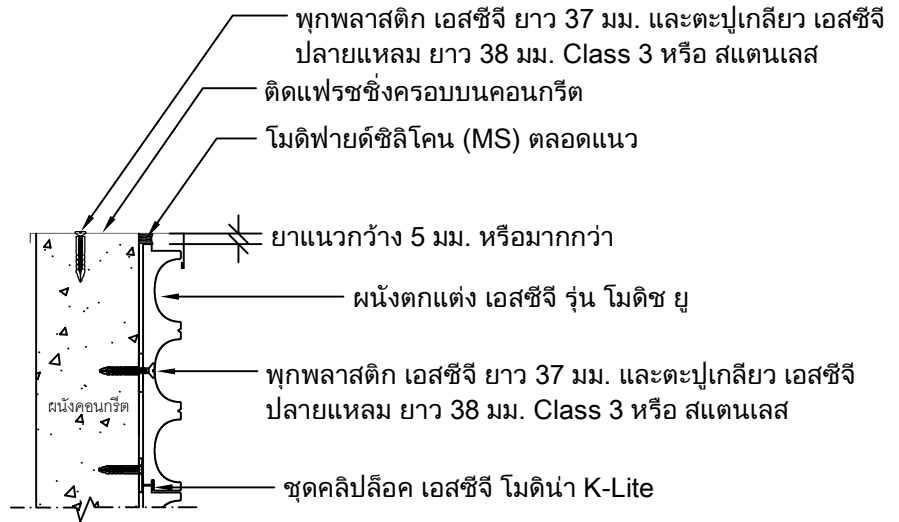 พุกพลาสติก เอสซีจี ยาว 37 มม. และตะปูเกลียว เอสซีจี
ปลายแหลม ยาว 38 มม. Class 3 หรือ สแตนเลส
ติดแฟรชชิ่งครอบบนคอนกรีต
โมดิฟายด์ซิลิโคน (MS) ตลอดแนว
ยาแนวกว้าง 5 มม. หรือมากกว่า
ผนังตกแต่ง เอสซีจี รุ่น โมดิช ยู
พุกพลาสติก เอสซีจี ยาว 37 มม. และตะปูเกลียว เอสซีจี
ปลายแหลม ยาว 38 มม. Class 3 หรือ สแตนเลส
ผนังคอนกรีต
ชุดคลิปล็อค เอสซีจี โมดิน่า K-Lite